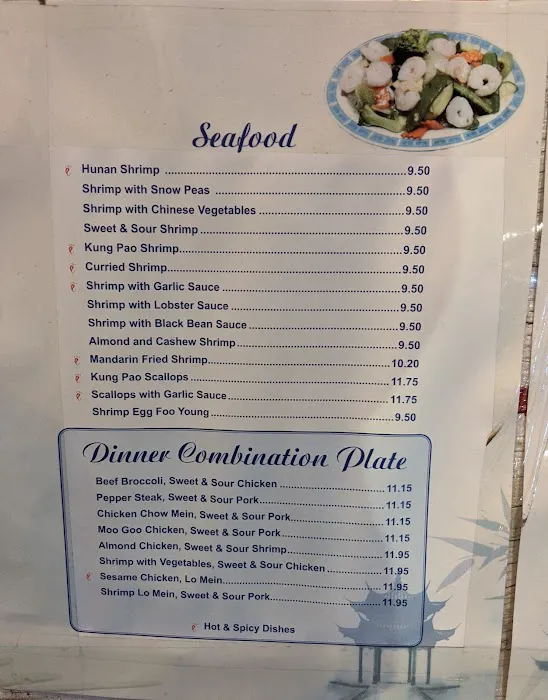 Seafood
Hunan Shrimp ........ 9.50
Shrimp with Snow Peas ........ 9.50
Shrimp with Chinese Vegetables ........ 9.50
Sweet & Sour Shrimp ........ 9.50
Kung Pao Shrimp ........ 9.50
Curried Shrimp ........ 9.50
Shrimp with Garlic Sauce ........ 9.50
Shrimp with Lobster Sauce ........ 9.50
Shrimp with Black Bean Sauce ........ 9.50
Almond and Cashew Shrimp ........ 9.50
Mandarin Fried Shrimp ........ 10.20
Kung Pao Scallops ........ 11.75
Scallops with Garlic Sauce ........ 11.75
Shrimp Egg Foo Young ........ 9.50
Dinner Combination Plate
Beef Broccoli, Sweet & Sour Chicken ........ 11.15
Pepper Steak, Sweet & Sour Pork ........ 11.15
Chicken Chow Mein, Sweet & Sour Pork ........ 11.15
Moo Goo Chicken, Sweet & Sour Pork ........ 11.15
Almond Chicken, Sweet & Sour Shrimp ........ 11.95
Shrimp with Vegetables, Sweet & Sour Chicken ........ 11.95
Sesame Chicken, Lo Mein ........ 11.95
Shrimp Lo Mein, Sweet & Sour Pork ........ 11.95
Hot & Spicy Dishes